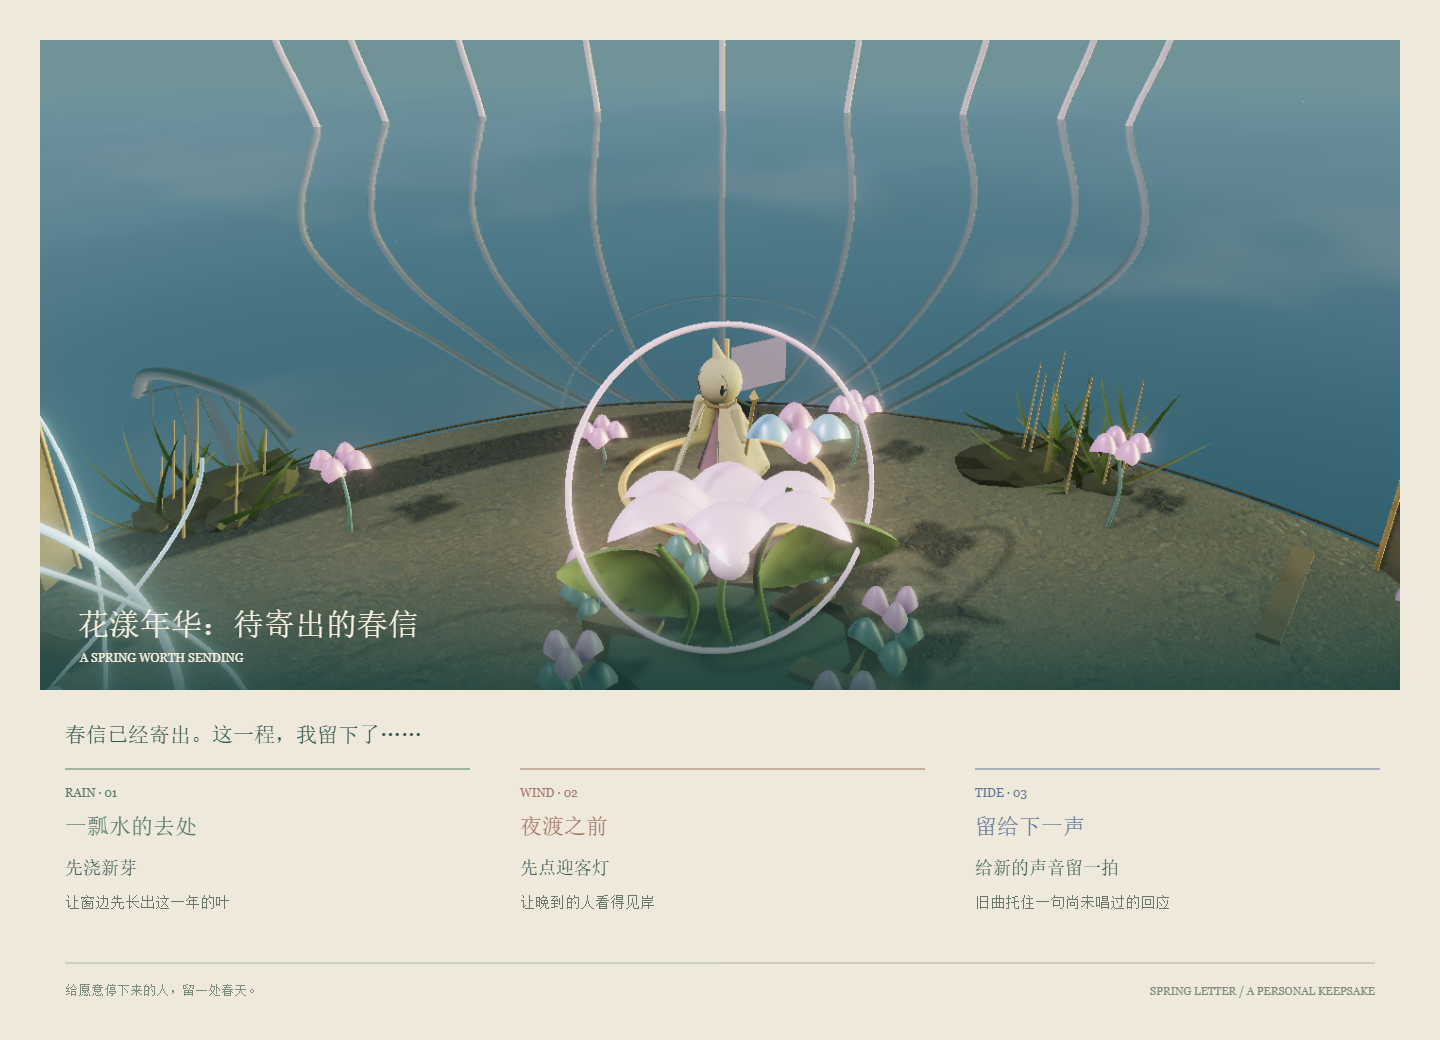 花漾年华：待寄出的春信
A SPRING WORTH SENDING
春信已经寄出。这一程，我留下了……
RAIN · 01
一瓢水的去处
先浇新芽
让窗边先长出这一年的叶
WIND · 02
夜渡之前
先点迎客灯
让晚到的人看得见岸
TIDE · 03
留给下一声
给新的声音留一拍
旧曲托住一句尚未唱过的回应
给愿意停下来的人，留一处春天。
SPRING LETTER / A PERSONAL KEEPSAKE